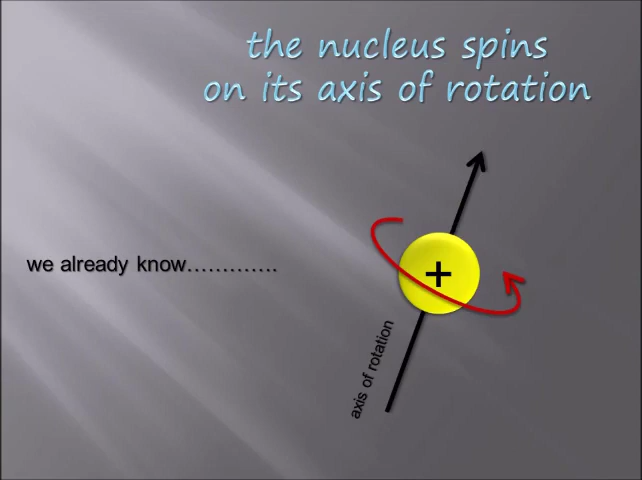 the nucleus spins
on its axis of rotation
we already know.............
+
axis of rotation